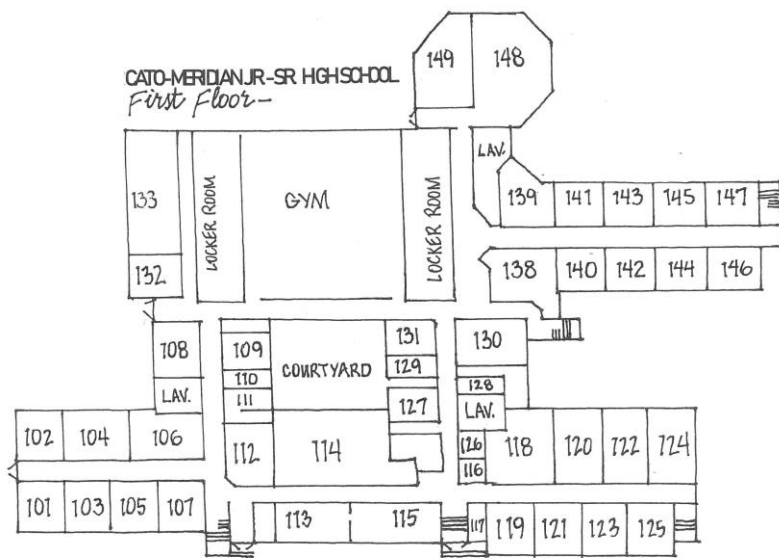 CATO-MERIDIAN JR-SR HGH SCHOOL
First Floor-
149 148
LAV.
133 LOCKER ROOM GYM LOCKER ROOM
139 141 143 145 147
132
138 140 142 144 146
108 109 COURTYARD 131 130
110 129
111 127 128
LAV. LAV.
102 104 106 112 114 126 118 120 122 124
116
101 103 105 107 113 115 117 119 121 123 125